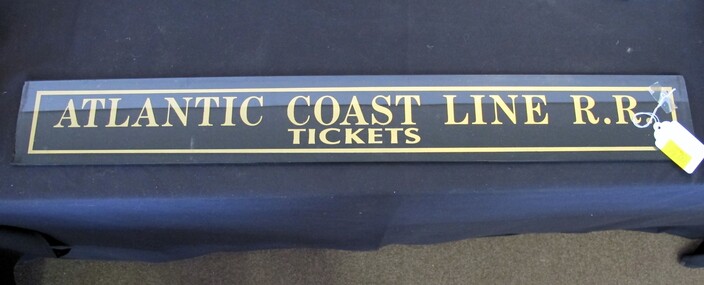 ATLANTIC COAST LINE R.R.
TICKETS